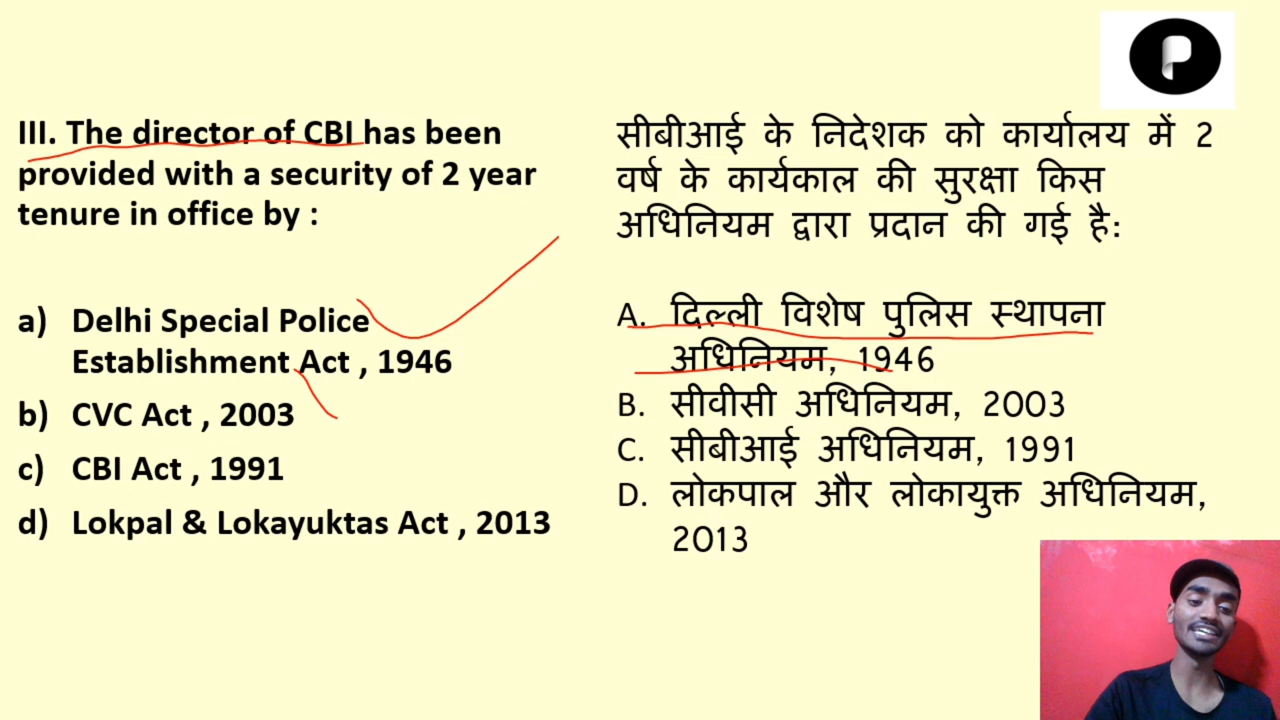 III. The director of CBI has been
provided with a security of 2 year
tenure in office by :
a) Delhi Special Police
Establishment Act , 1946
b) CVC Act , 2003
c) CBI Act , 1991
d) Lokpal & Lokayuktas Act , 2013
सीबीआई के निदेशक को कार्यालय में 2
वर्ष के कार्यकाल की सुरक्षा किस
अधिनियम द्वारा प्रदान की गई है:
A. दिल्ली विशेष पुलिस स्थापना
अधिनियम, 1946
B. सीवीसी अधिनियम, 2003
C. सीबीआई अधिनियम, 1991
D. लोकपाल और लोकायुक्त अधिनियम,
2013
P